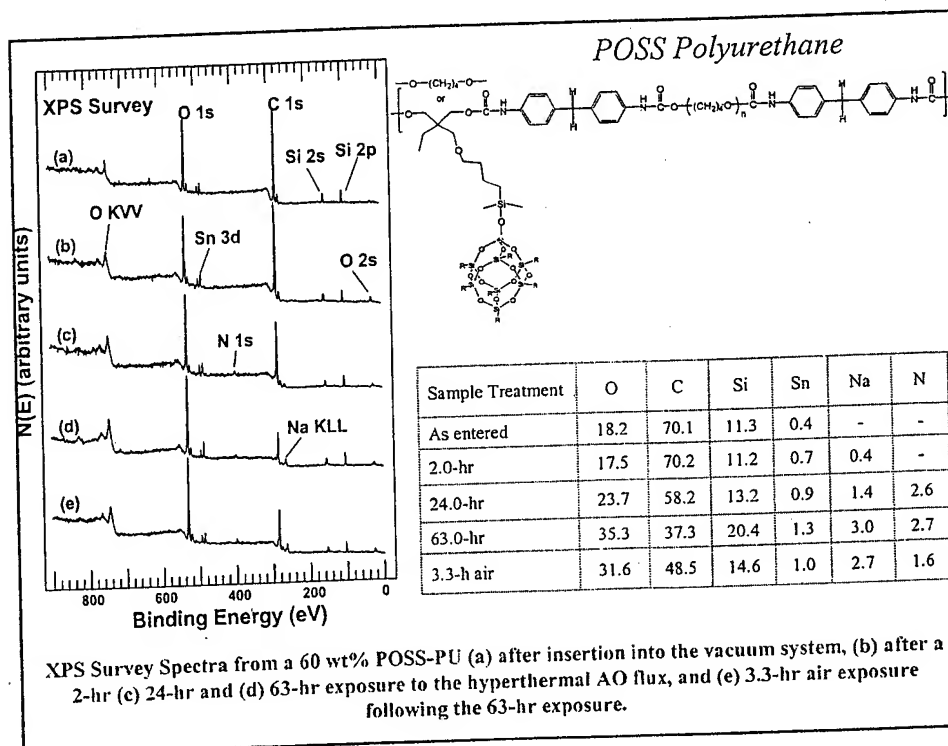 POSS Polyurethane
XPS Survey
O 1s
C 1s
Si 2s
Si 2p
(a)
O KVV
(b)
Sn 3d
O 2s
(c)
N 1s
(d)
Na KLL
(e)
N(E) (arbitrary units)
800 600 400 200 0
Binding Energy (eV)
—O—(CH₂)₄—O—
or
Sample Treatment O C Si Sn Na N
As entered 18.2 70.1 11.3 0.4 - -
2.0-hr 17.5 70.2 11.2 0.7 0.4 -
24.0-hr 23.7 58.2 13.2 0.9 1.4 2.6
63.0-hr 35.3 37.3 20.4 1.3 3.0 2.7
3.3-h air 31.6 48.5 14.6 1.0 2.7 1.6
XPS Survey Spectra from a 60 wt% POSS-PU (a) after insertion into the vacuum system, (b) after a
2-hr (c) 24-hr and (d) 63-hr exposure to the hyperthermal AO flux, and (e) 3.3-hr air exposure
following the 63-hr exposure.